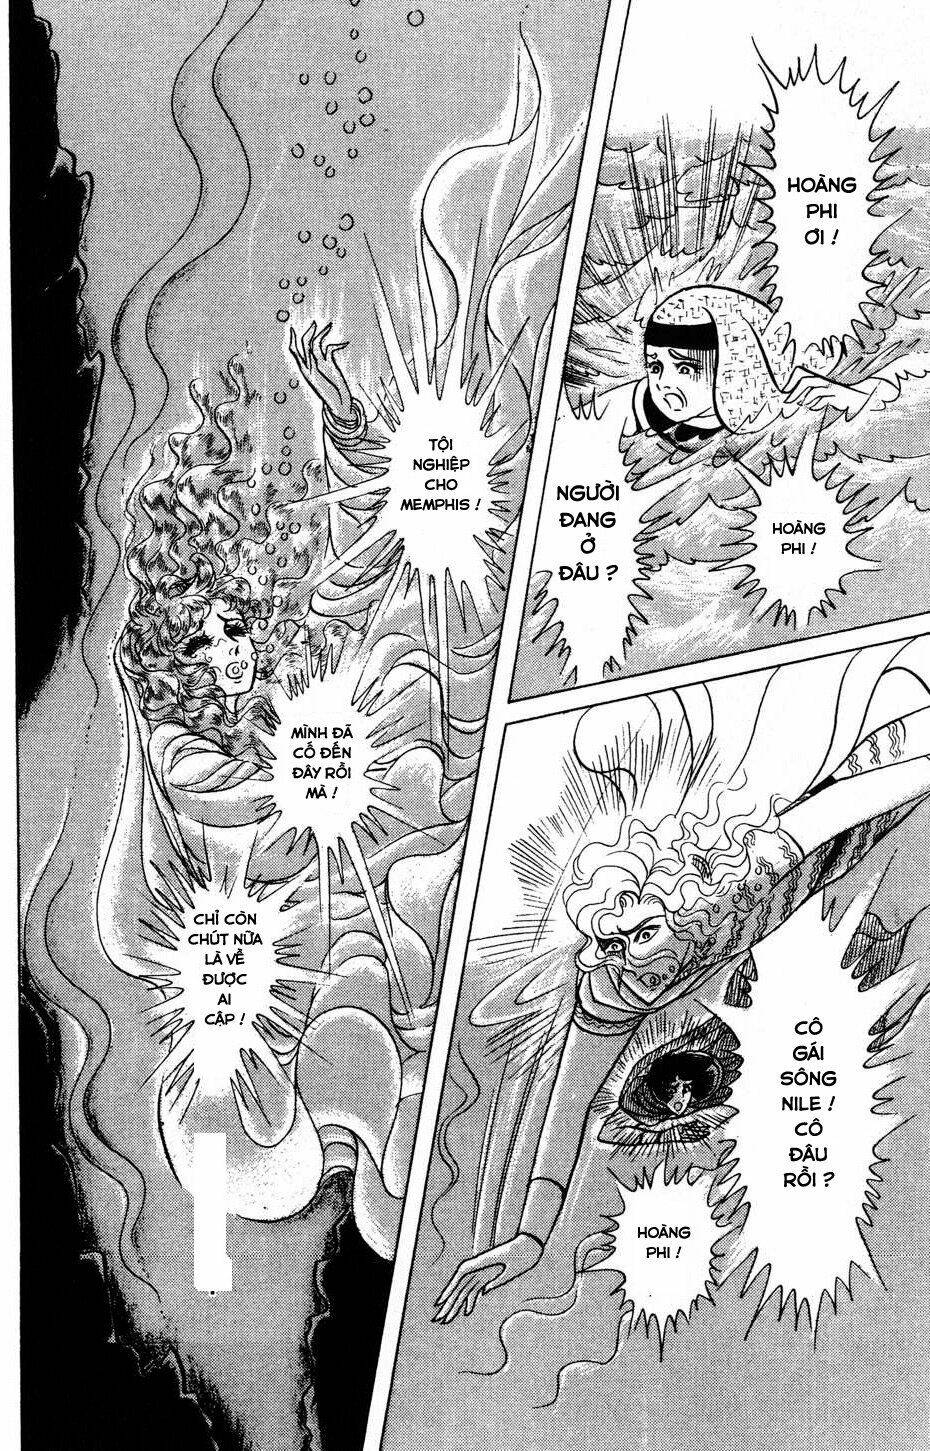 HOÀNG
PHI
ƠI !
NGƯỜI
ĐANG
Ở
ĐÂU ?
HOÀNG
PHI !
TỘI
NGHIỆP
CHO
MEMPHIS !
MÌNH ĐÃ
CỐ ĐẾN
ĐÂY RỒI
MÀ !
CHỈ CÒN
CHÚT NỮA
LÀ VỀ
ĐƯỢC
AI
CẬP !
CÔ
GÁI
SÔNG
NILE !
CÔ
ĐÂU
RỒI ?
HOÀNG
PHI !